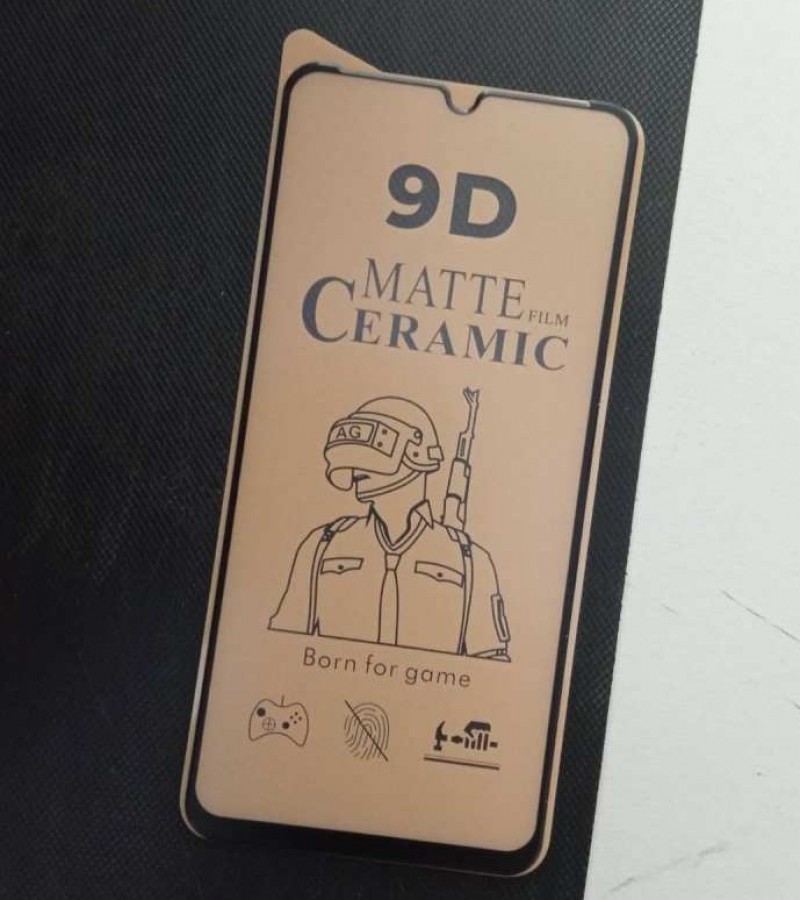 9D
MATTE
CERAMIC FILM
AG
Born for game